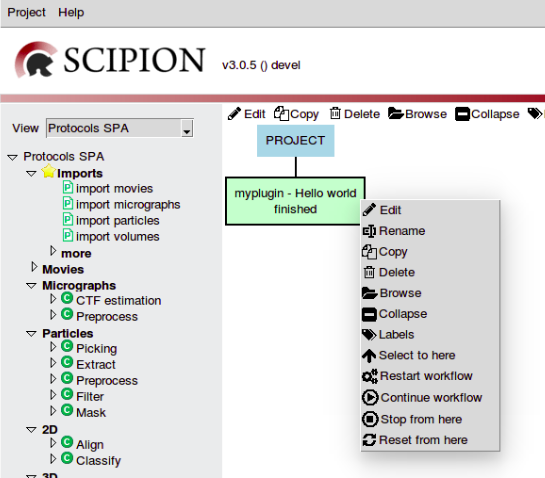 Project Help
SCIPION v3.0.5 () devel
Edit Copy Delete Browse Collapse
View Protocols SPA
PROJECT
myplugin - Hello world
finished
Protocols SPA
Imports
import movies
import micrographs
import particles
import volumes
more
Movies
Micrographs
CTF estimation
Preprocess
Particles
Picking
Extract
Preprocess
Filter
Mask
2D
Align
Classify
3D
Edit
Rename
Copy
Delete
Browse
Collapse
Labels
Select to here
Restart workflow
Continue workflow
Stop from here
Reset from here